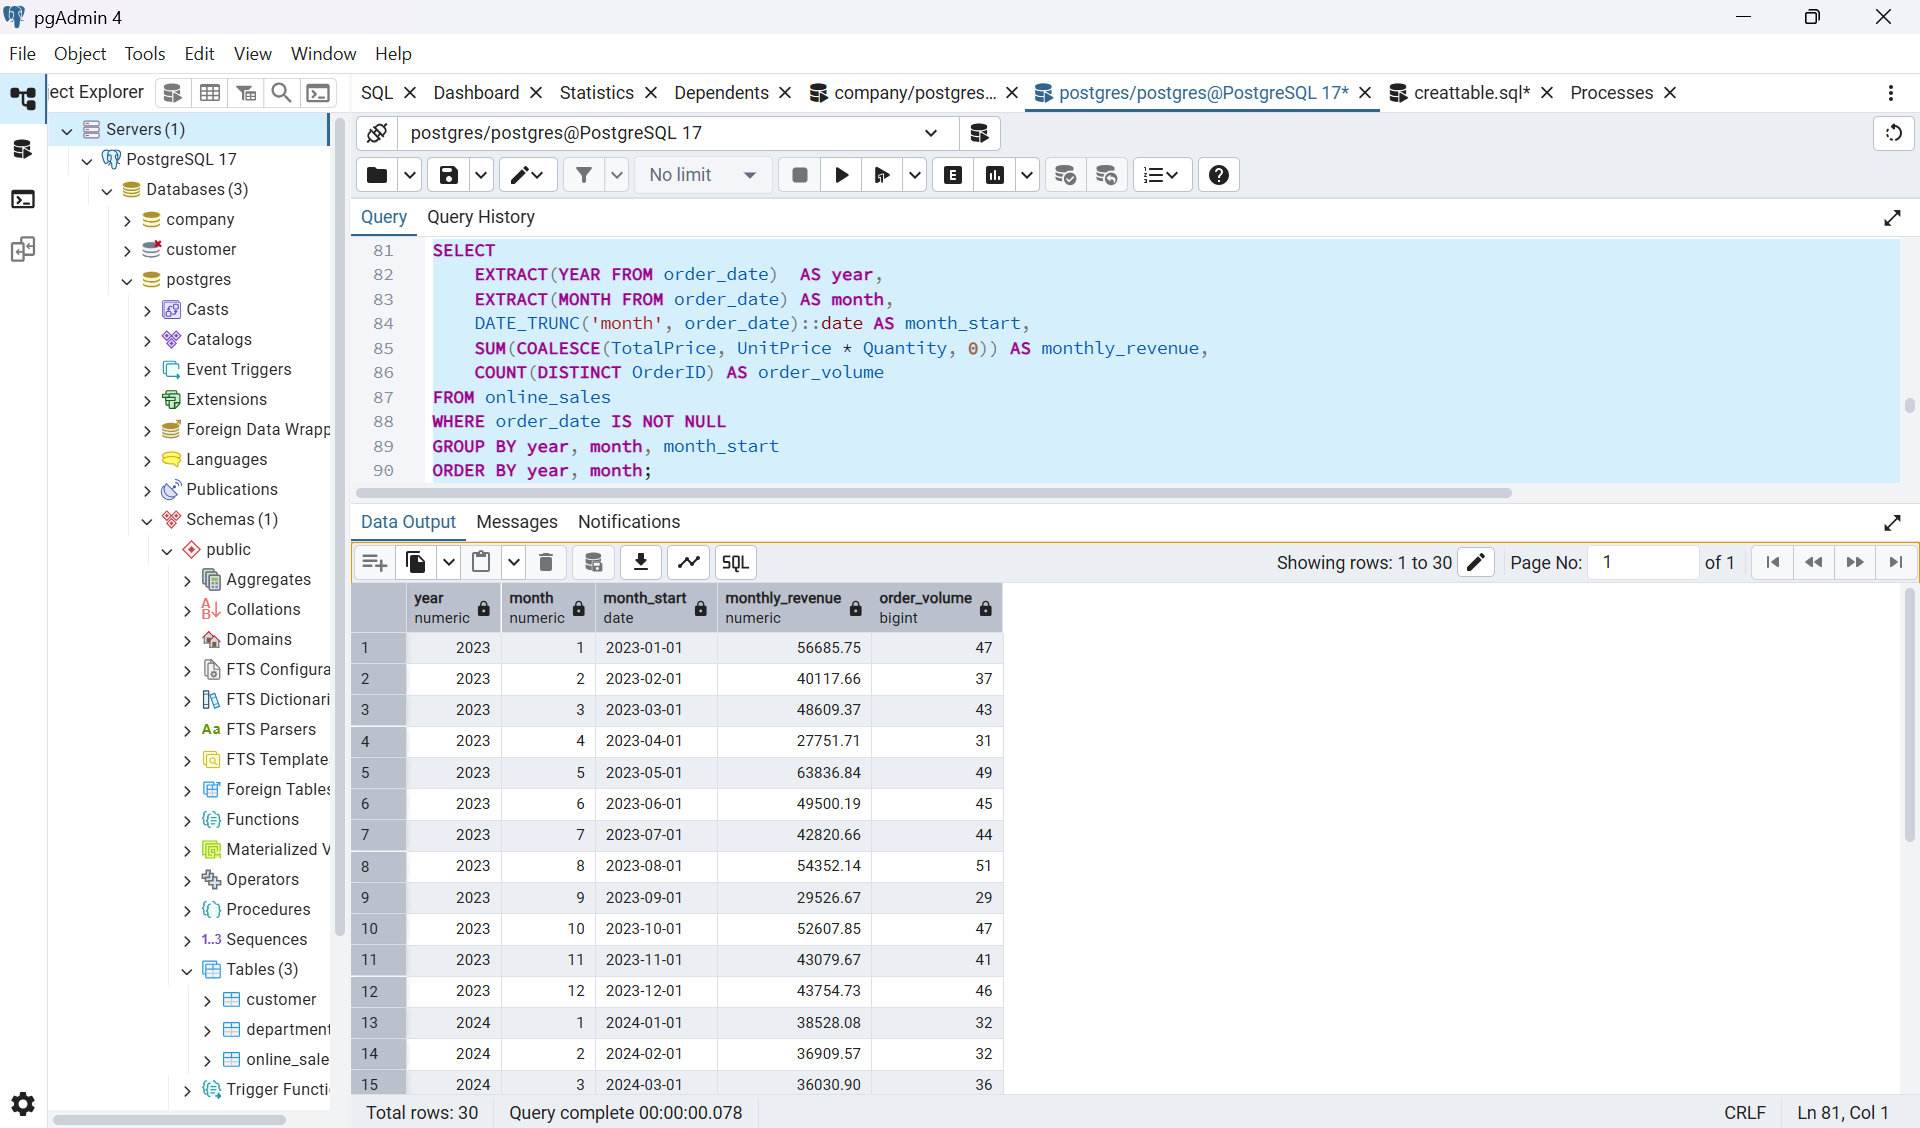 pgAdmin 4
File Object Tools Edit View Window Help
ect Explorer
SQL Dashboard Statistics Dependents company/postgres... postgres/postgres@PostgreSQL 17* creattable.sql* Processes
Servers (1)
PostgreSQL 17
Databases (3)
company
customer
postgres
Casts
Catalogs
Event Triggers
Extensions
Foreign Data Wrapp
Languages
Publications
Schemas (1)
public
Aggregates
Collations
Domains
FTS Configura
FTS Dictionari
Aa FTS Parsers
FTS Template
Foreign Tables
Functions
Materialized V
Operators
Procedures
1..3 Sequences
Tables (3)
customer
department
online_sale
Trigger Functi
postgres/postgres@PostgreSQL 17
No limit
E
Query Query History
81 SELECT
82 EXTRACT(YEAR FROM order_date) AS year,
83 EXTRACT(MONTH FROM order_date) AS month,
84 DATE_TRUNC('month', order_date)::date AS month_start,
85 SUM(COALESCE(TotalPrice, UnitPrice * Quantity, 0)) AS monthly_revenue,
86 COUNT(DISTINCT OrderID) AS order_volume
87 FROM online_sales
88 WHERE order_date IS NOT NULL
89 GROUP BY year, month, month_start
90 ORDER BY year, month;
Data Output Messages Notifications
SQL Showing rows: 1 to 30 Page No: 1 of 1
year month month_start monthly_revenue order_volume
numeric numeric date numeric bigint
1 2023 1 2023-01-01 56685.75 47
2 2023 2 2023-02-01 40117.66 37
3 2023 3 2023-03-01 48609.37 43
4 2023 4 2023-04-01 27751.71 31
5 2023 5 2023-05-01 63836.84 49
6 2023 6 2023-06-01 49500.19 45
7 2023 7 2023-07-01 42820.66 44
8 2023 8 2023-08-01 54352.14 51
9 2023 9 2023-09-01 29526.67 29
10 2023 10 2023-10-01 52607.85 47
11 2023 11 2023-11-01 43079.67 41
12 2023 12 2023-12-01 43754.73 46
13 2024 1 2024-01-01 38528.08 32
14 2024 2 2024-02-01 36909.57 32
15 2024 3 2024-03-01 36030.90 36
Total rows: 30 Query complete 00:00:00.078 CRLF Ln 81, Col 1